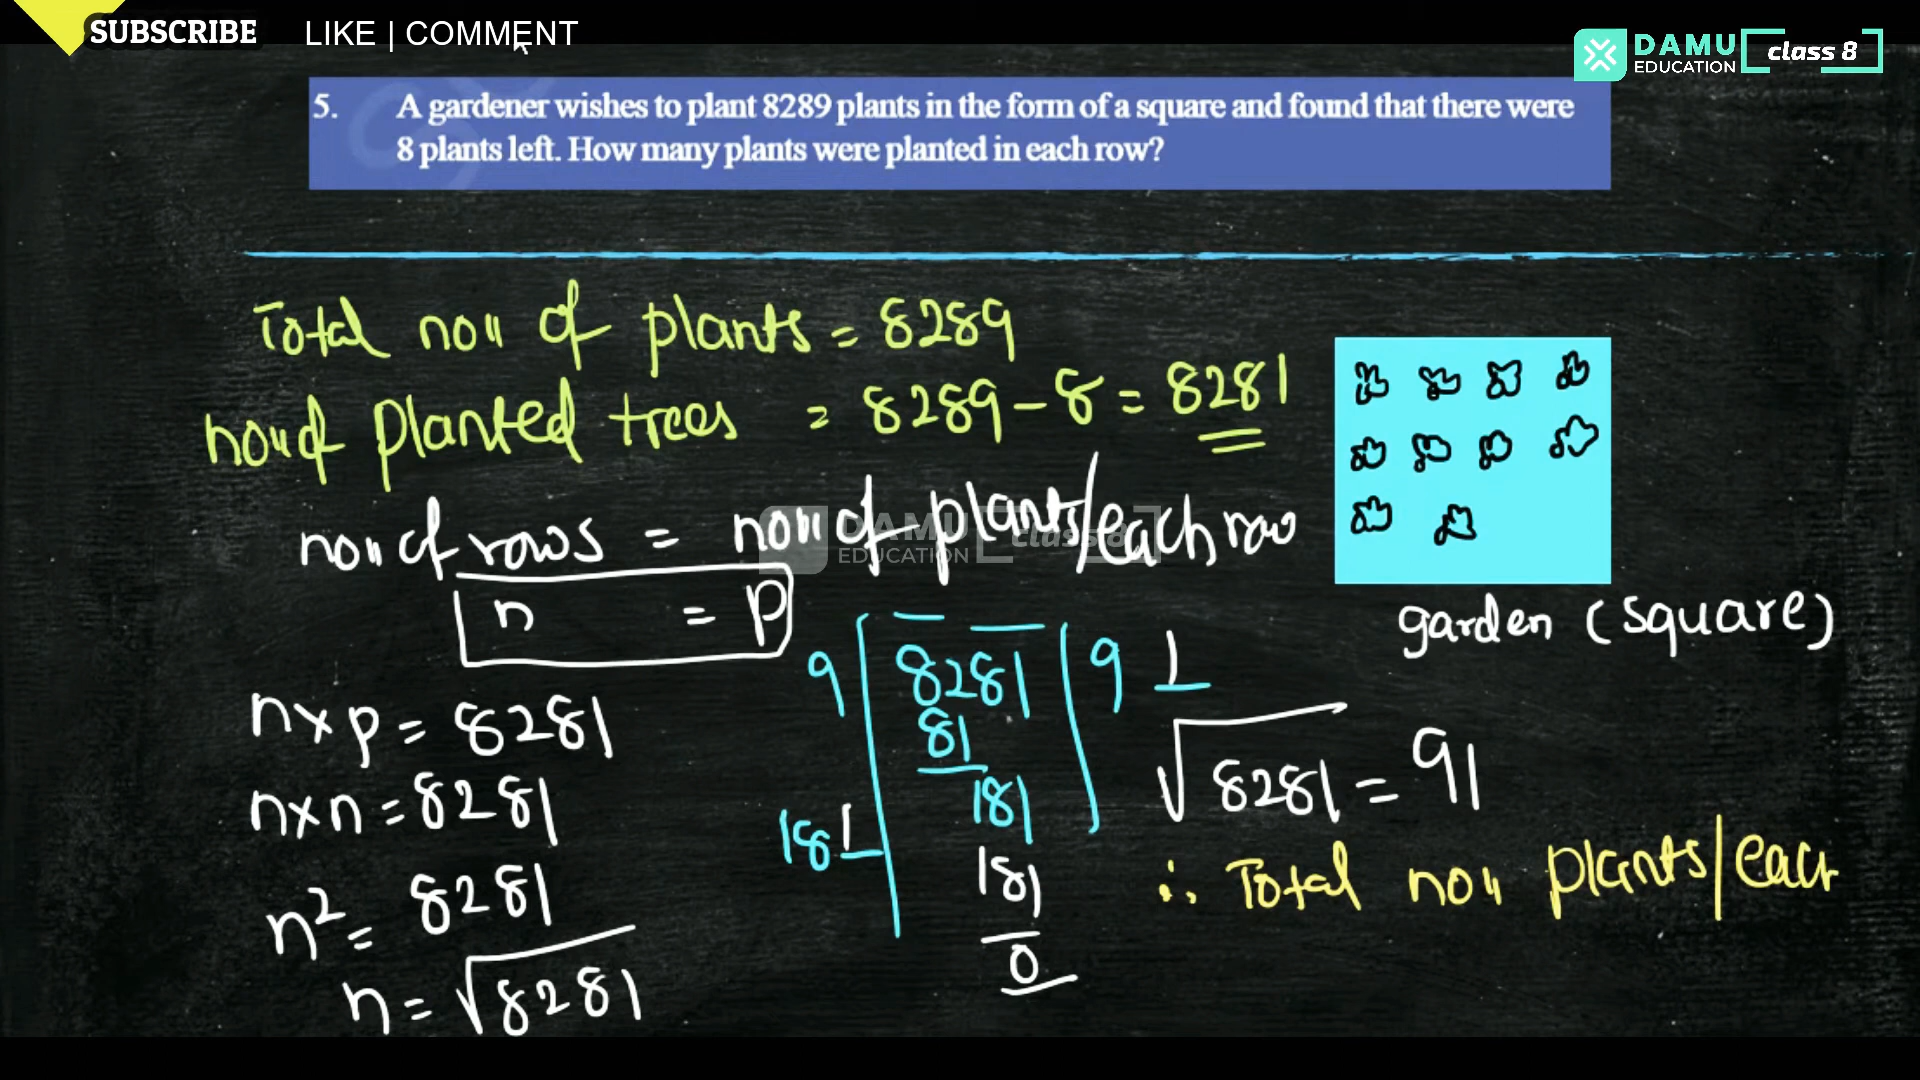 SUBSCRIBE LIKE | COMMENT
DAMU
EDUCATION
class 8
5. A gardener wishes to plant 8289 plants in the form of a square and found that there were
8 plants left. How many plants were planted in each row?
Total no॥ of plants = 8289
no॥ of planted trees = 8289 - 8 = 8281
no॥ of rows = no॥ of plants/each row
n = p
DAMU
EDUCATION
class 8
garden (square)
n x p = 8281
n x n = 8281
n² = 8281
n = √8281
9 8281 9 1
81
181
181 181
0
√8281 = 91
∴ Total no॥ plants/each